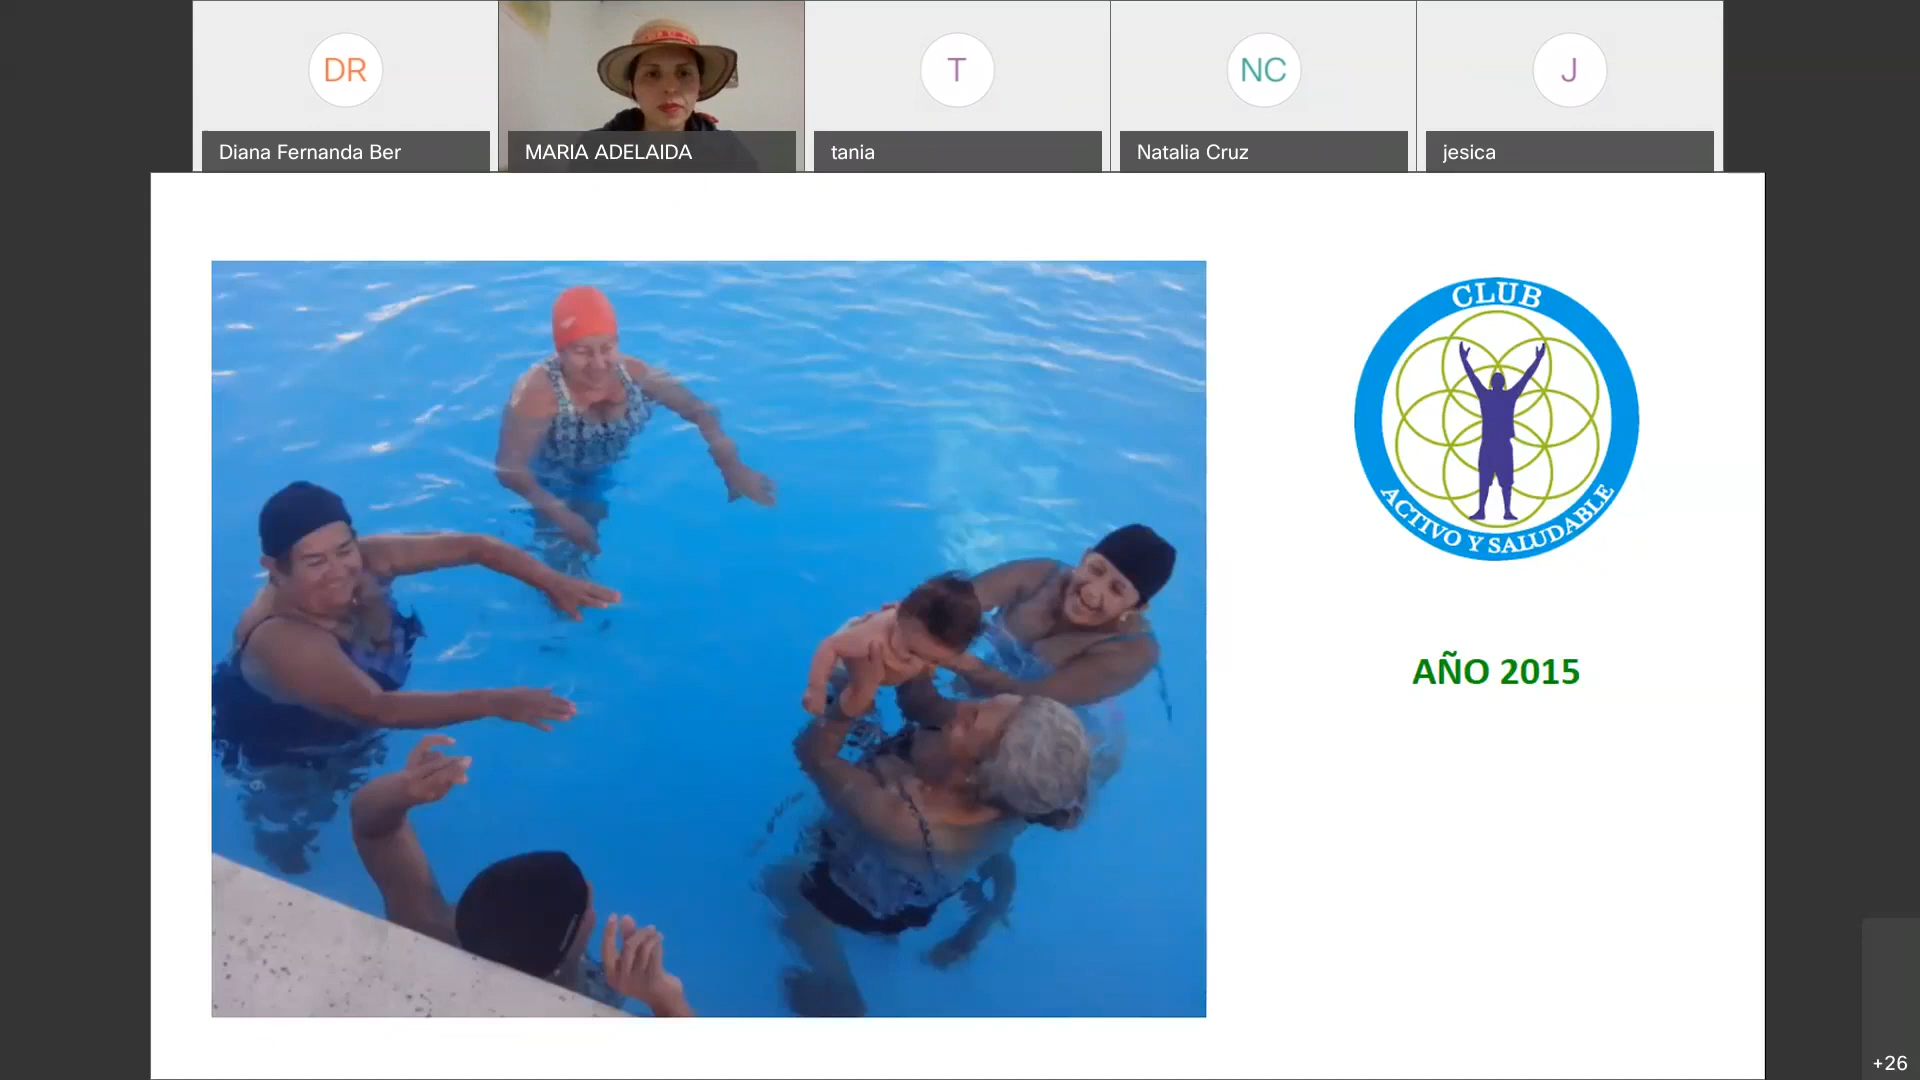 DR
T
NC
J
Diana Fernanda Ber
MARIA ADELAIDA
tania
Natalia Cruz
jesica
CLUB
ACTIVO Y SALUDABLE
AÑO 2015
+26